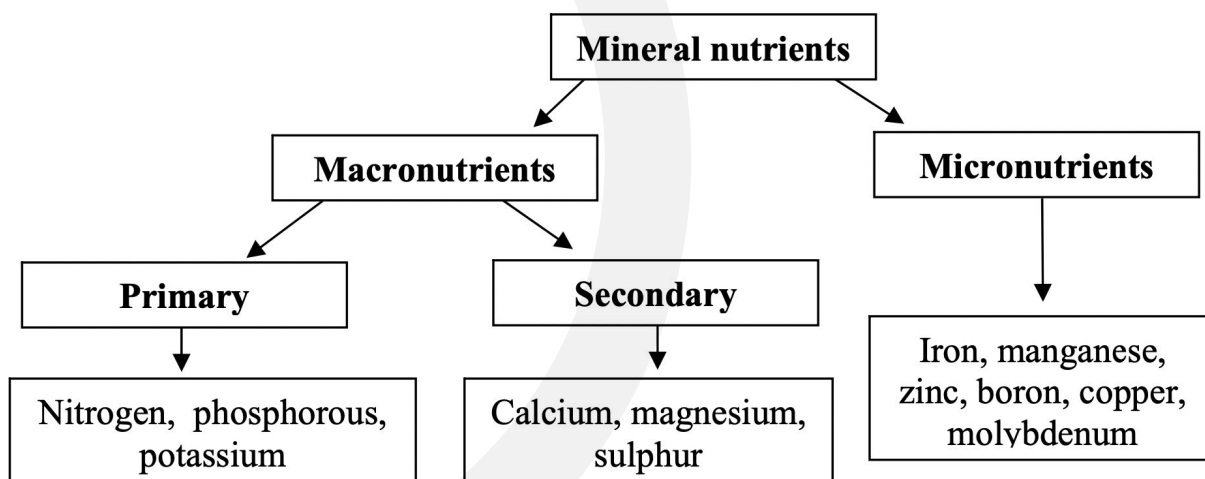 Mineral nutrients
Macronutrients
Micronutrients
Primary
Secondary
Nitrogen, phosphorous,
potassium
Calcium, magnesium,
sulphur
Iron, manganese,
zinc, boron, copper,
molybdenum